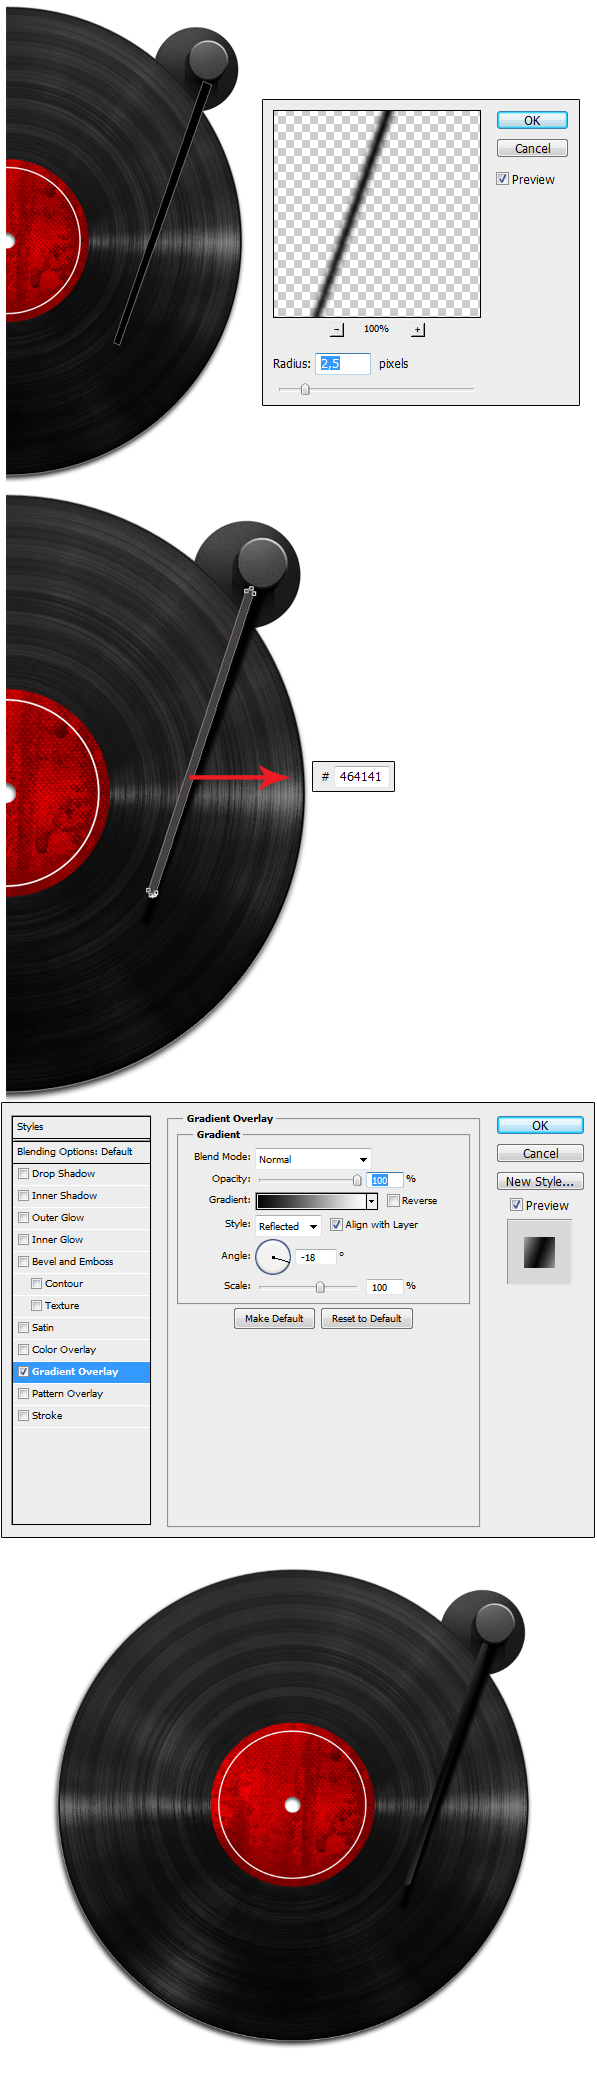 OK
Cancel
Preview
100%
Radius: 2,5 pixels
# 464141
Styles
Blending Options: Default
Drop Shadow
Inner Shadow
Outer Glow
Inner Glow
Bevel and Emboss
Contour
Texture
Satin
Color Overlay
Gradient Overlay
Pattern Overlay
Stroke
Gradient Overlay
Gradient
Blend Mode: Normal
Opacity: 100 %
Gradient: Reverse
Style: Reflected Align with Layer
Angle: -18 °
Scale: 100 %
Make Default Reset to Default
OK
Cancel
New Style...
Preview